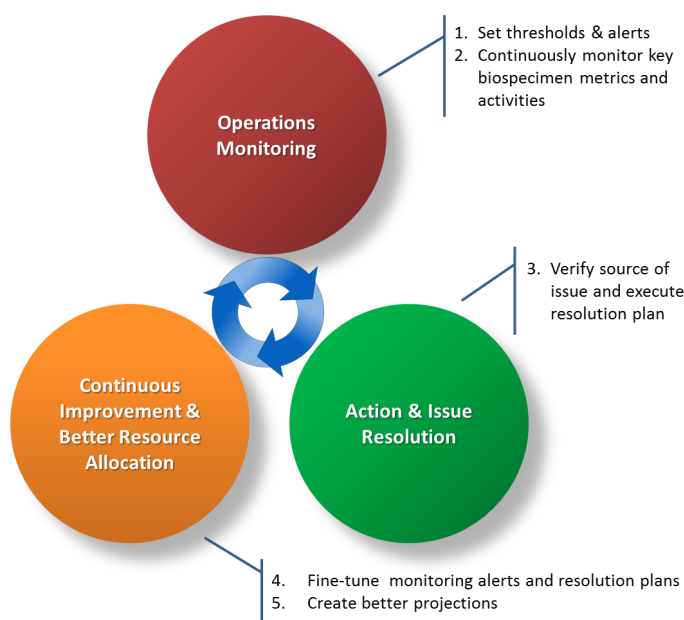 Operations
Monitoring
1. Set thresholds & alerts
2. Continuously monitor key
biospecimen metrics and
activities
3. Verify source of
issue and execute
resolution plan
Action & Issue
Resolution
Continuous
Improvement &
Better Resource
Allocation
4. Fine-tune monitoring alerts and resolution plans
5. Create better projections